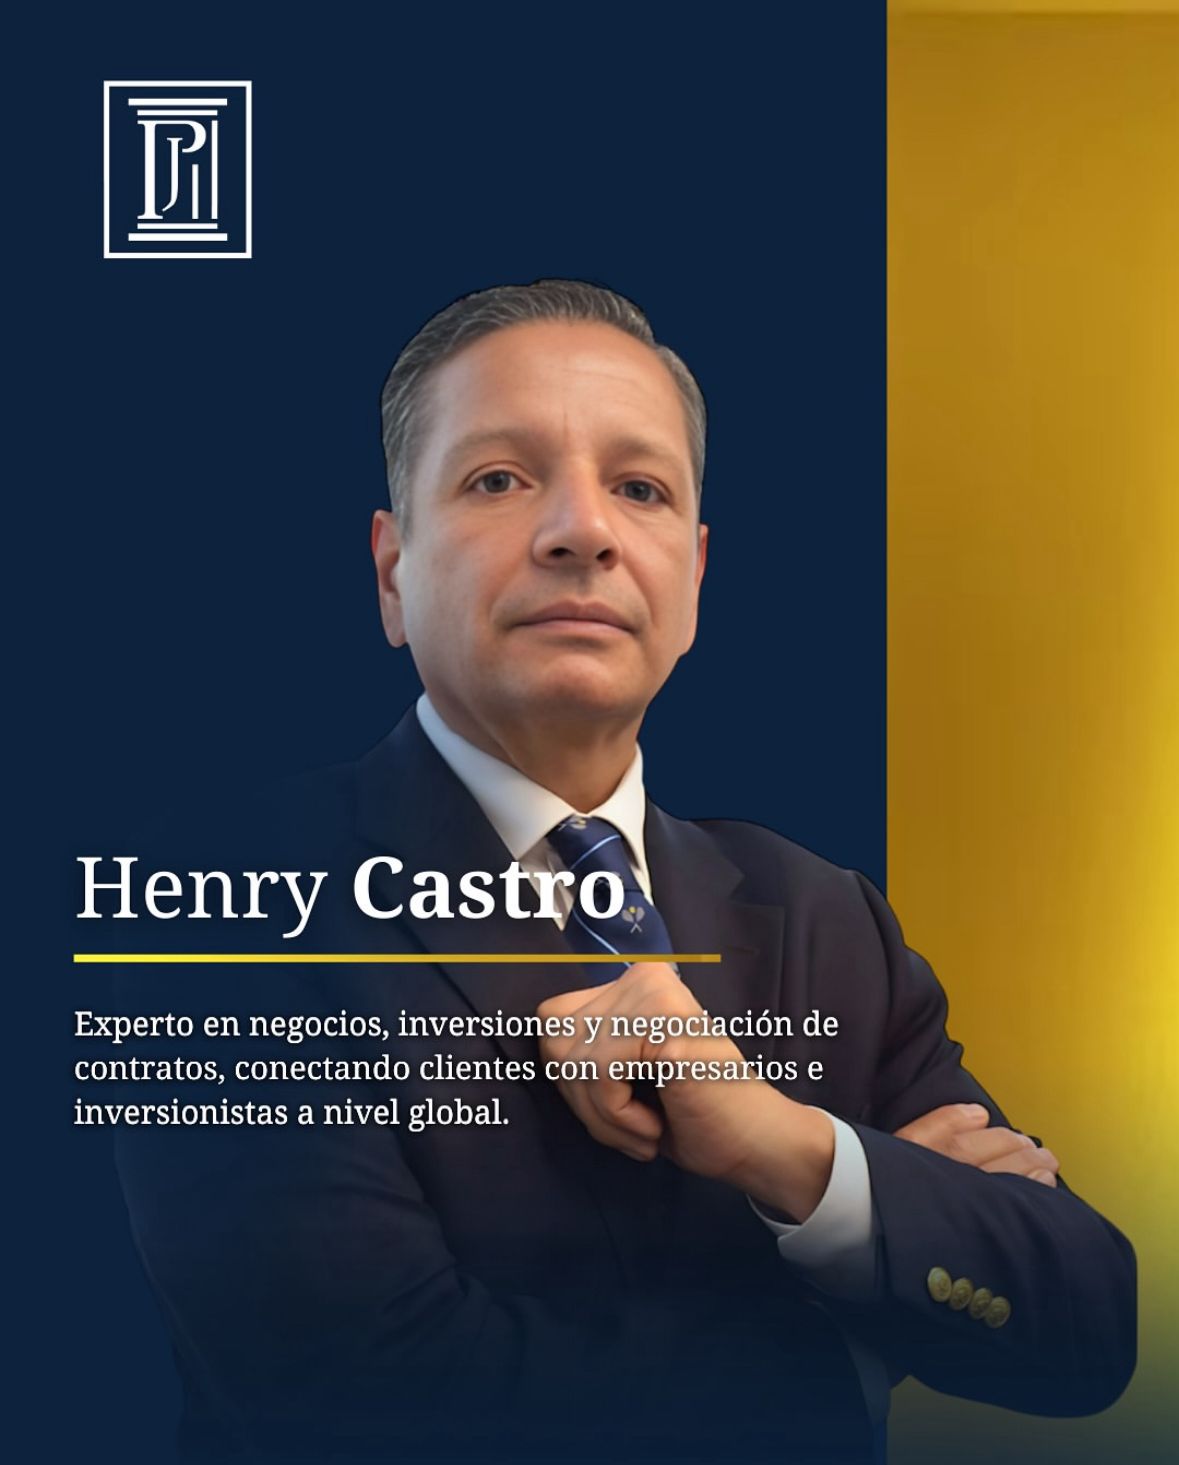 PJ
Henry Castro
Experto en negocios, inversiones y negociación de
contratos, conectando clientes con empresarios e
inversionistas a nivel global.